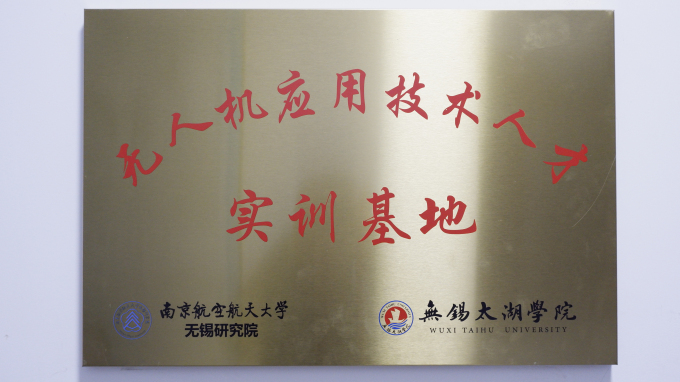 无人机应用技术人才
实训基地
南京航空航天大学
无锡研究院
無錫太湖學院
WUXI TAIHU UNIVERSITY